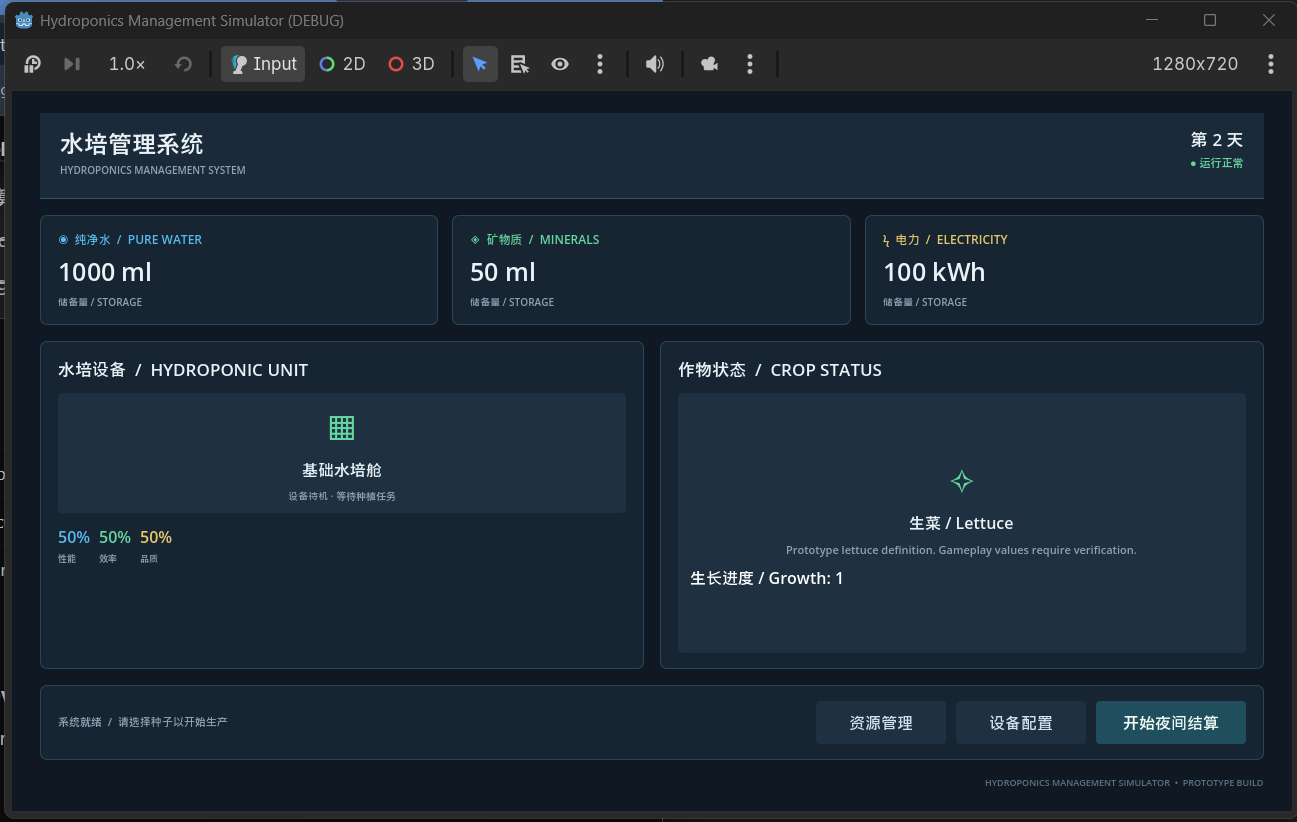 Hydroponics Management Simulator (DEBUG)
1.0× Input 2D 3D 1280x720
水培管理系统
HYDROPONICS MANAGEMENT SYSTEM
第 2 天
● 运行正常
◉ 纯净水 / PURE WATER
1000 ml
储备量 / STORAGE
◈ 矿物质 / MINERALS
50 ml
储备量 / STORAGE
电力 / ELECTRICITY
100 kWh
储备量 / STORAGE
水培设备 / HYDROPONIC UNIT
基础水培舱
设备待机 · 等待种植任务
50% 50% 50%
性能 效率 品质
作物状态 / CROP STATUS
生菜 / Lettuce
Prototype lettuce definition. Gameplay values require verification.
生长进度 / Growth: 1
系统就绪 / 请选择种子以开始生产
资源管理
设备配置
开始夜间结算
HYDROPONICS MANAGEMENT SIMULATOR • PROTOTYPE BUILD